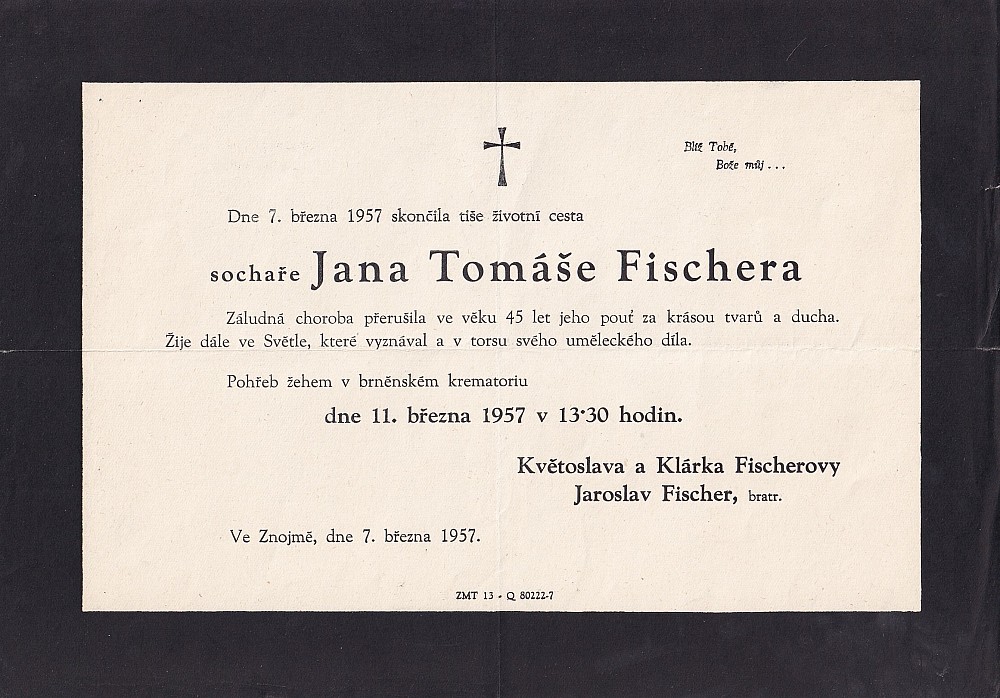 Blíž Tobě,
Bože můj . . .
Dne 7. března 1957 skončila tiše životní cesta
sochaře Jana Tomáše Fischera
Záludná choroba přerušila ve věku 45 let jeho pouť za krásou tvarů a ducha.
Žije dále ve Světle, které vyznával a v torsu svého uměleckého díla.
Pohřeb žehem v brněnském krematoriu
dne 11. března 1957 v 13·30 hodin.
Květoslava a Klárka Fischerovy
Jaroslav Fischer, bratr.
Ve Znojmě, dne 7. března 1957.
ZMT 13 - Q 80222-7